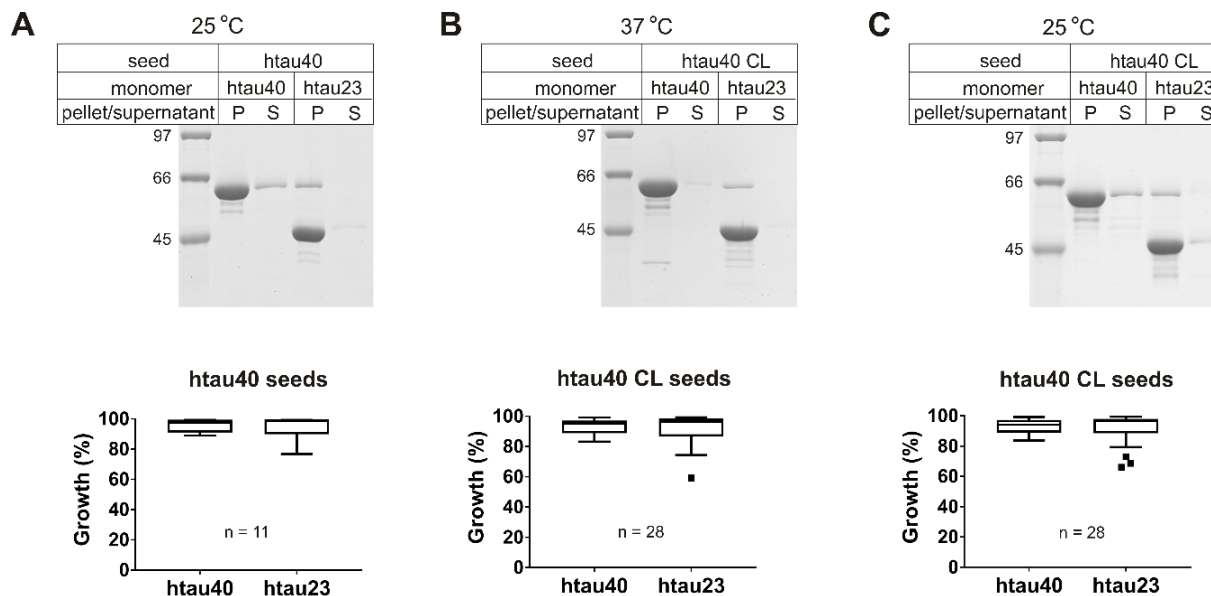 A
25 °C
seed htau40
monomer htau40 htau23
pellet/supernatant P S P S
97
66
45
htau40 seeds
Growth (%)
100
80
60
40
20
0
n = 11
htau40 htau23
B
37 °C
seed htau40 CL
monomer htau40 htau23
pellet/supernatant P S P S
97
66
45
htau40 CL seeds
Growth (%)
100
80
60
40
20
0
n = 28
htau40 htau23
C
25 °C
seed htau40 CL
monomer htau40 htau23
pellet/supernatant P S P S
97
66
45
htau40 CL seeds
Growth (%)
100
80
60
40
20
0
n = 28
htau40 htau23